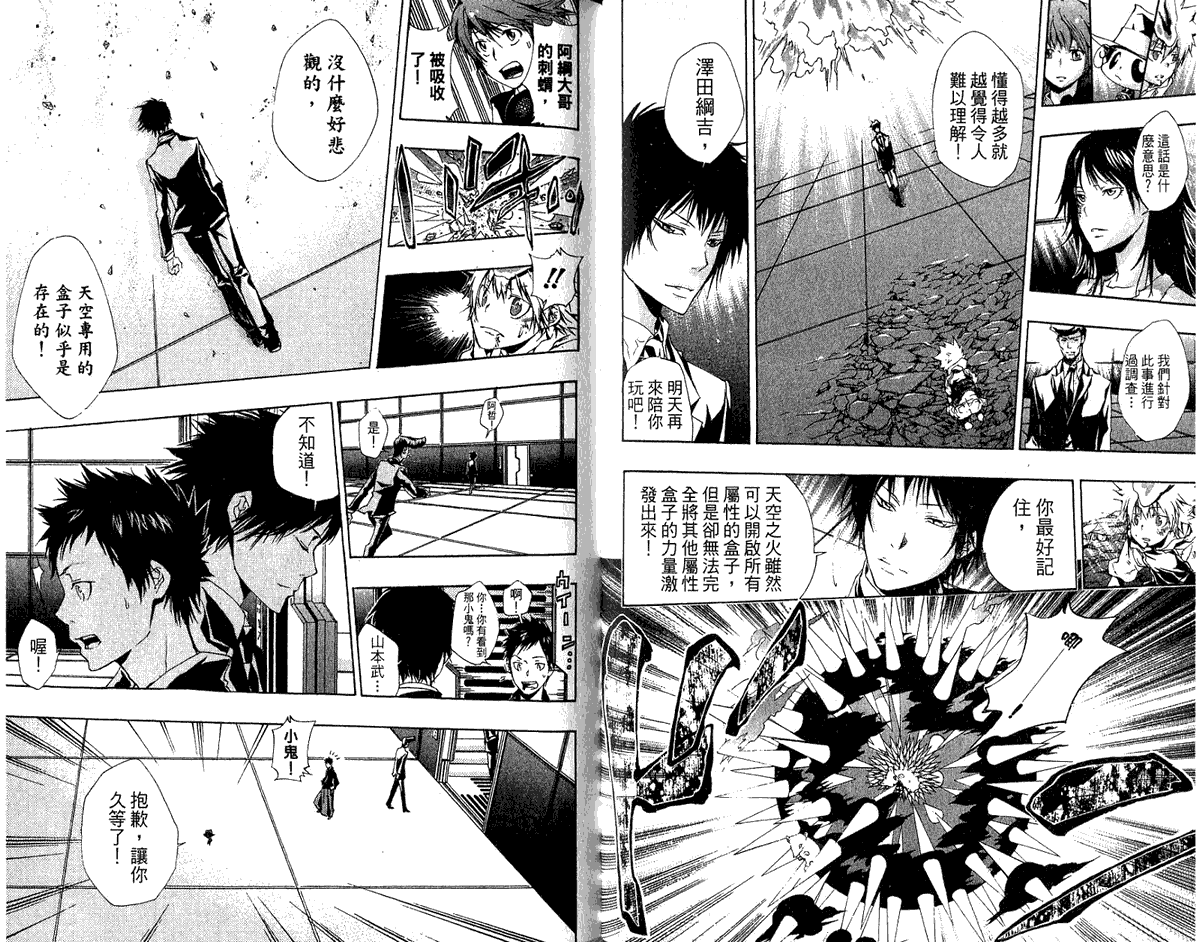 這話是什
麼意思?
我們針對
此事進行
過調查…
懂得越多就
越覺得令人
難以理解!
澤田綱吉,
明天再
來陪你
玩吧!
你最好記
住,
天空之火雖然
可以開啟所有
屬性的盒子,
但是卻無法完
全將其他屬性
盒子的力量激
發出來!
阿綱大哥
的刺蝟,
被吸收
了!
!!
沒什麼好悲
觀的,
天空專用的
盒子似乎是
存在的!
阿哲!
是!
ウイーン…
啊!
你…你有看到
那小鬼嗎?
山本武…
不知道!
喔!
小鬼!
抱歉,讓你
久等了!